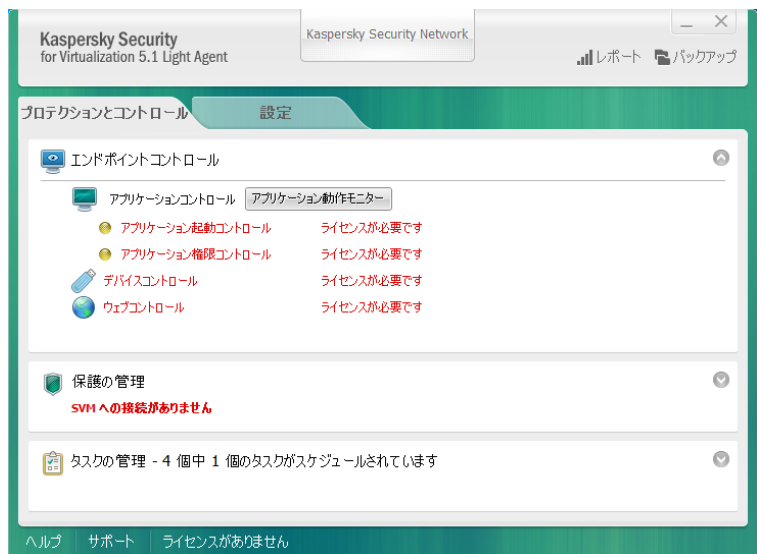 Kaspersky Security
for Virtualization 5.1 Light Agent
Kaspersky Security Network
レポート バックアップ
プロテクションとコントロール 設定
エンドポイントコントロール
アプリケーションコントロール アプリケーション動作モニター
アプリケーション起動コントロール ライセンスが必要です
アプリケーション権限コントロール ライセンスが必要です
デバイスコントロール ライセンスが必要です
ウェブコントロール ライセンスが必要です
保護の管理
SVM への接続がありません
タスクの管理 - 4 個中 1 個のタスクがスケジュールされています
ヘルプ サポート ライセンスがありません